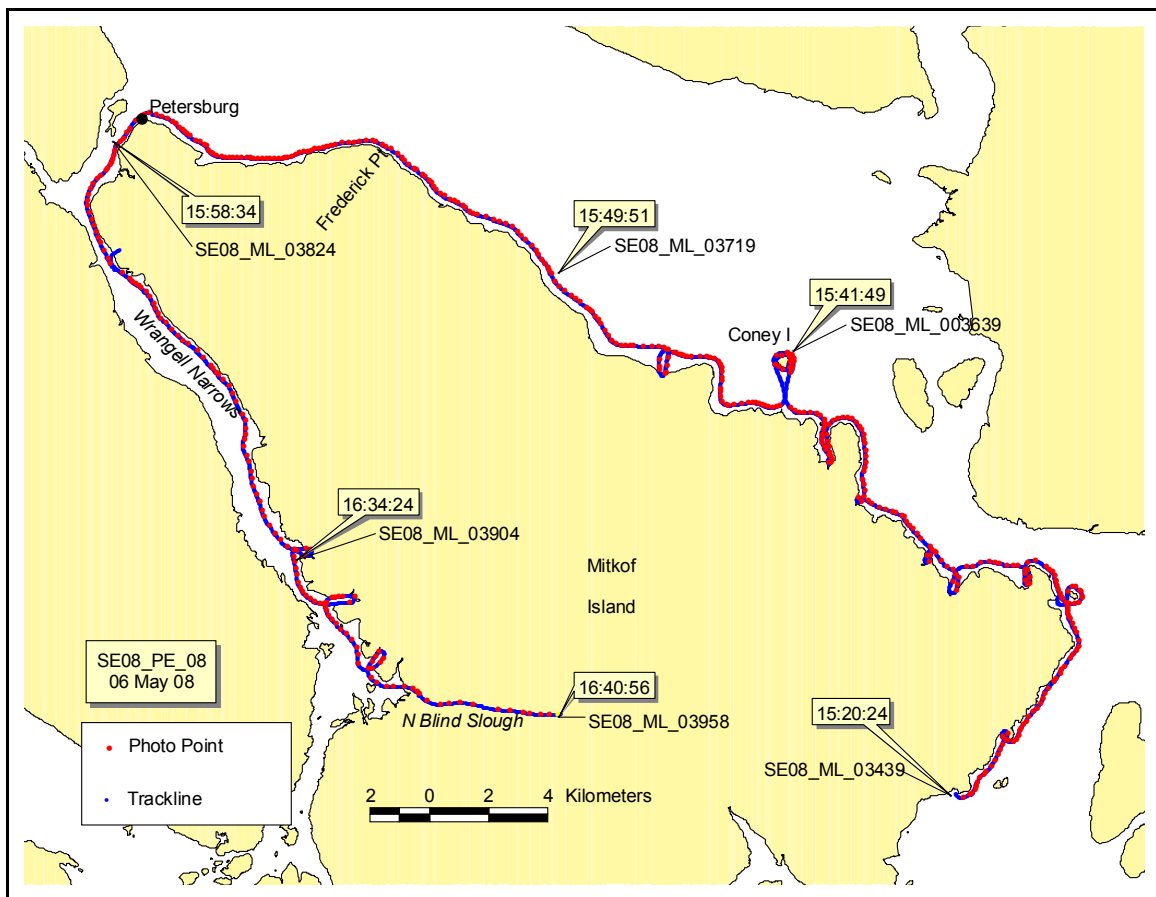 Petersburg
15:58:34
SE08_ML_03824
Frederick Pt
15:49:51
SE08_ML_03719
15:41:49
Coney I
SE08_ML_003639
Wrangell Narrows
16:34:24
SE08_ML_03904
Mitkof
Island
SE08_PE_08
06 May 08
16:40:56
N Blind Slough
SE08_ML_03958
15:20:24
SE08_ML_03439
Photo Point
Trackline
2 0 2 4 Kilometers